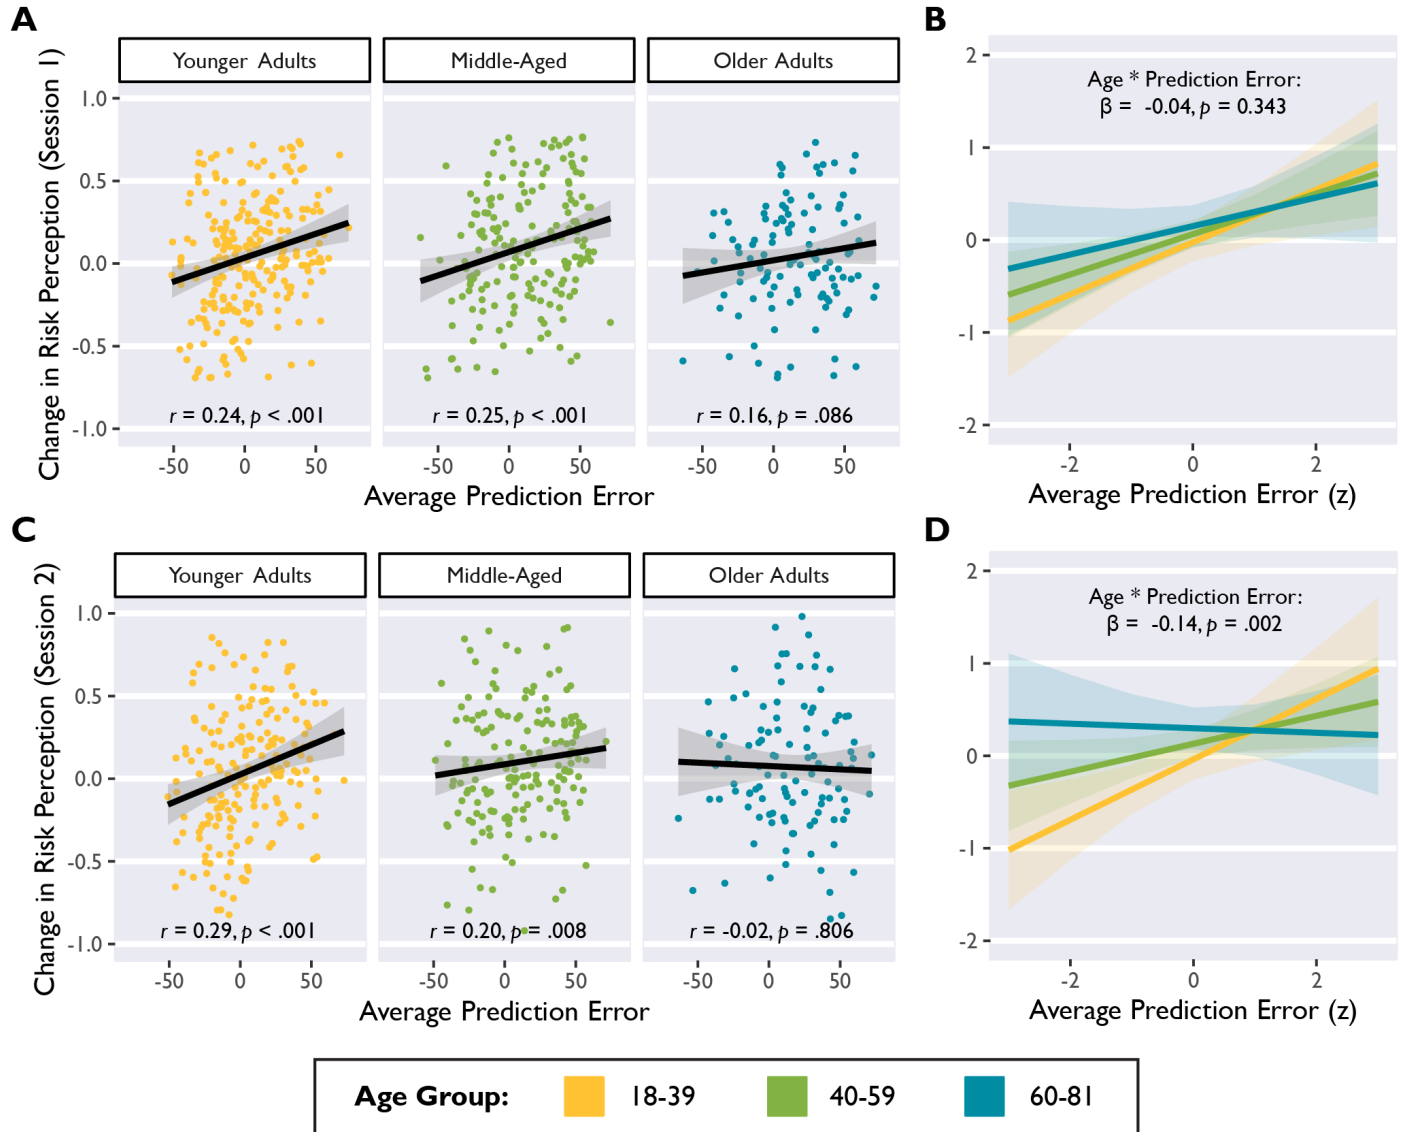 A
Younger Adults
Middle-Aged
Older Adults
Change in Risk Perception (Session 1)
1.0
0.5
0.0
-0.5
-1.0
r = 0.24, p < .001
r = 0.25, p < .001
r = 0.16, p = .086
-50 0 50
-50 0 50
-50 0 50
Average Prediction Error
B
2
1
0
-1
-2
Age * Prediction Error:
β = -0.04, p = 0.343
-2 0 2
Average Prediction Error (z)
C
Younger Adults
Middle-Aged
Older Adults
Change in Risk Perception (Session 2)
1.0
0.5
0.0
-0.5
-1.0
r = 0.29, p < .001
r = 0.20, p = .008
r = -0.02, p = .806
-50 0 50
-50 0 50
-50 0 50
Average Prediction Error
D
2
1
0
-1
-2
Age * Prediction Error:
β = -0.14, p = .002
-2 0 2
Average Prediction Error (z)
Age Group: 18-39 40-59 60-81